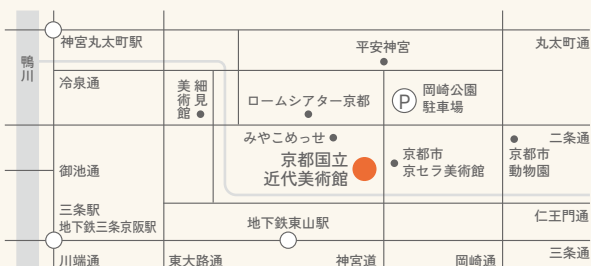 神宮丸太町駅
平安神宮
丸太町通
鴨川
冷泉通
細見
美術館
ロームシアター京都
P
岡崎公園
駐車場
みやこめっせ
二条通
京都国立
近代美術館
京都市
京セラ美術館
京都市
動物園
御池通
三条駅
地下鉄三条京阪駅
地下鉄東山駅
仁王門通
三条通
川端通
東大路通
神宮道
岡崎通